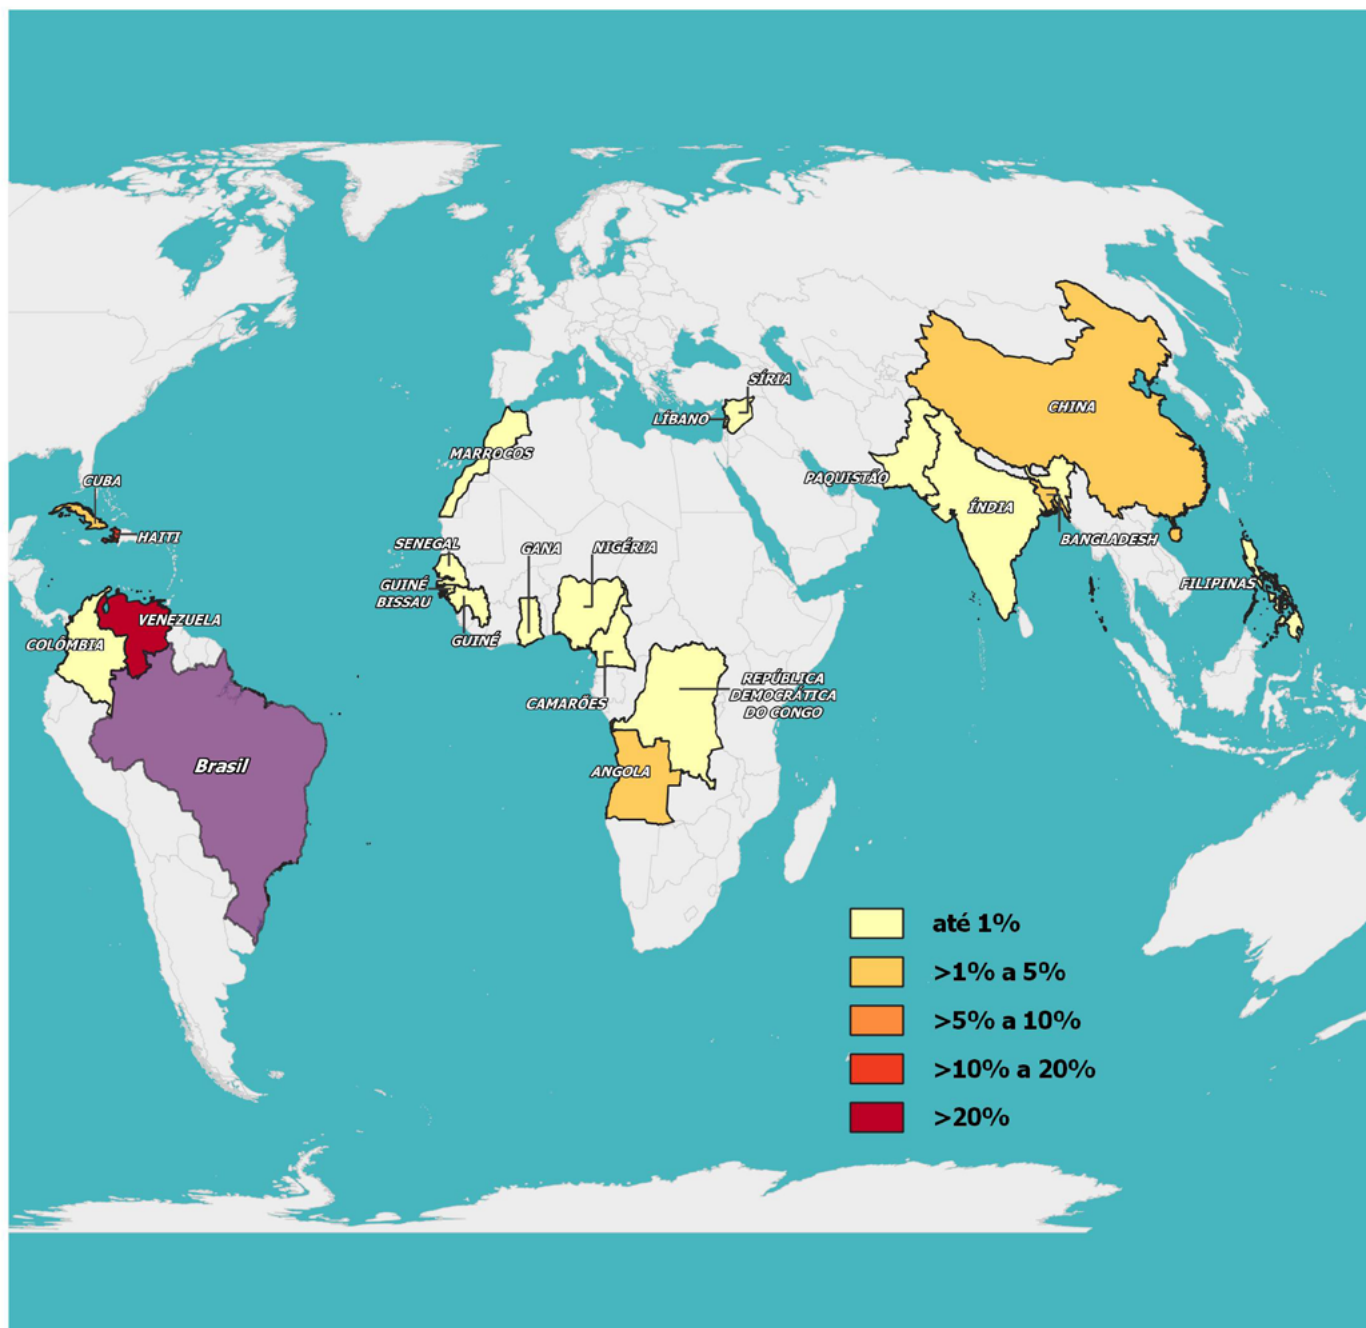 SÍRIA
LÍBANO
CHINA
MARROCOS
PAQUISTÃO
CUBA
ÍNDIA
HAITI
BANGLADESH
SENEGAL
GANA
NIGÉRIA
GUINÉ
BISSAU
FILIPINAS
VENEZUELA
GUINÉ
COLÔMBIA
REPÚBLICA
DEMOCRÁTICA
DO CONGO
CAMARÕES
Brasil
ANGOLA
até 1%
>1% a 5%
>5% a 10%
>10% a 20%
>20%